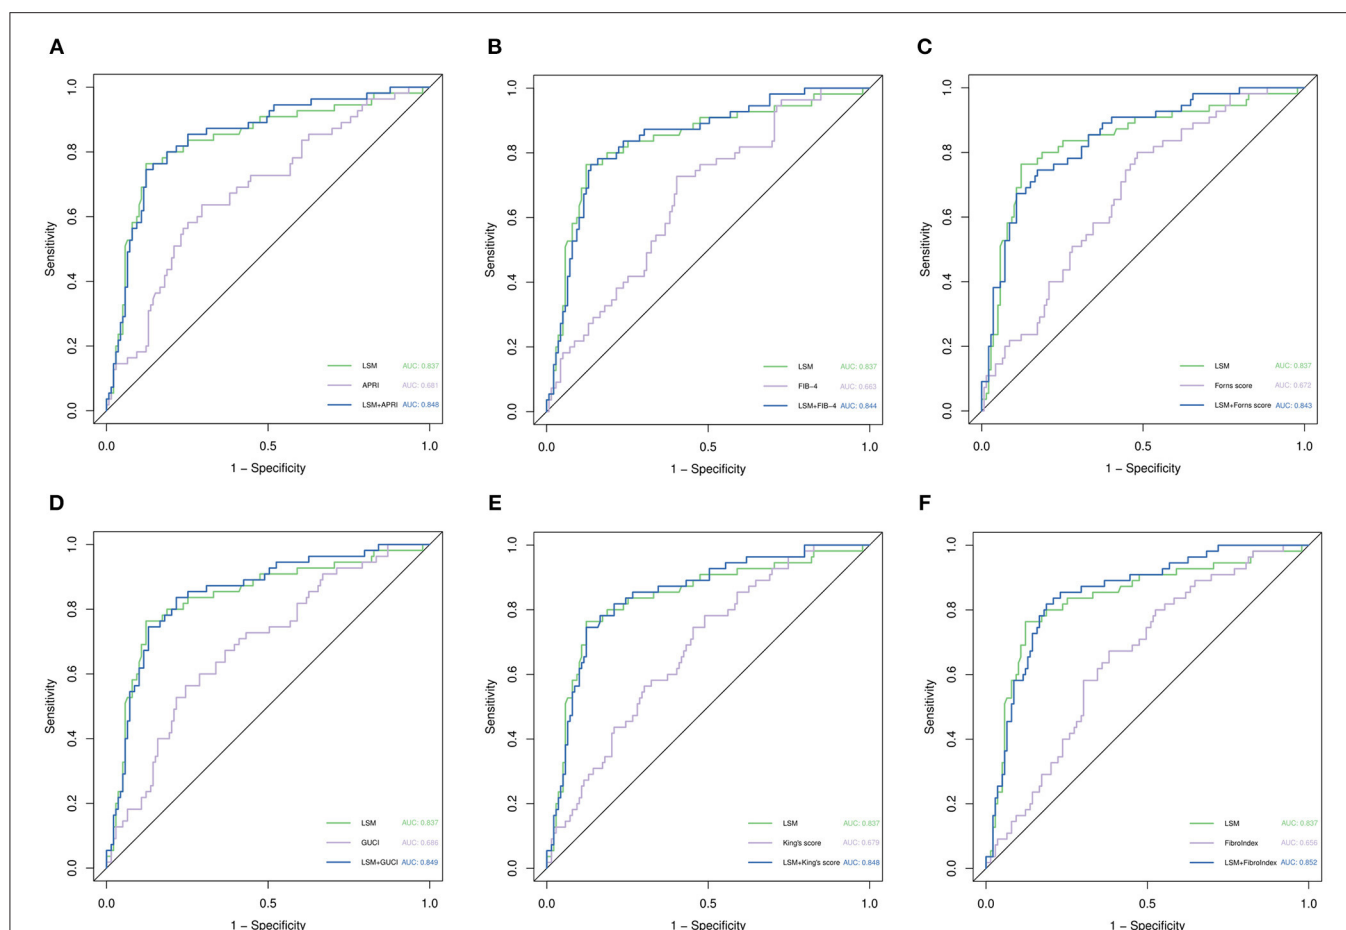 A
1.0
0.8
0.6
0.4
0.2
0.0
Sensitivity
LSM AUC: 0.837
APRI AUC: 0.681
LSM+APRI AUC: 0.848
0.0 0.5 1.0
1 − Specificity
B
1.0
0.8
0.6
0.4
0.2
0.0
Sensitivity
LSM AUC: 0.837
FIB−4 AUC: 0.663
LSM+FIB−4 AUC: 0.844
0.0 0.5 1.0
1 − Specificity
C
1.0
0.8
0.6
0.4
0.2
0.0
Sensitivity
LSM AUC: 0.837
Forns score AUC: 0.672
LSM+Forns score AUC: 0.843
0.0 0.5 1.0
1 − Specificity
D
1.0
0.8
0.6
0.4
0.2
0.0
Sensitivity
LSM AUC: 0.837
GUCI AUC: 0.686
LSM+GUCI AUC: 0.849
0.0 0.5 1.0
1 − Specificity
E
1.0
0.8
0.6
0.4
0.2
0.0
Sensitivity
LSM AUC: 0.837
King's score AUC: 0.679
LSM+King's score AUC: 0.848
0.0 0.5 1.0
1 − Specificity
F
1.0
0.8
0.6
0.4
0.2
0.0
Sensitivity
LSM AUC: 0.837
FibroIndex AUC: 0.656
LSM+FibroIndex AUC: 0.852
0.0 0.5 1.0
1 − Specificity